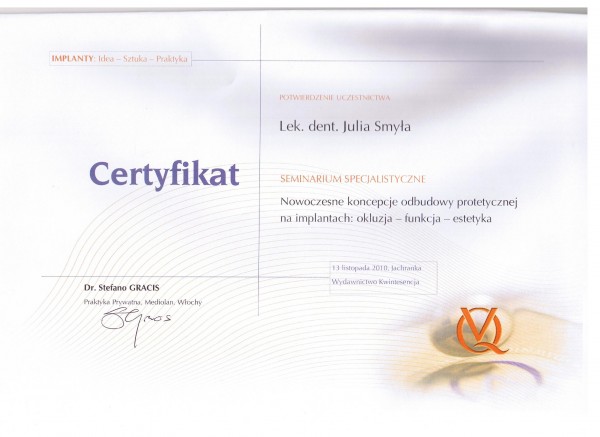 IMPLANTY: Idea – Sztuka – Praktyka
POTWIERDZENIE UCZESTNICTWA
Lek. dent. Julia Smyła
Certyfikat
SEMINARIUM SPECJALISTYCZNE
Nowoczesne koncepcje odbudowy protetycznej
na implantach: okluzja – funkcja – estetyka
13 listopada 2010, Jachranka
Wydawnictwo Kwintesencja
Dr. Stefano GRACIS
Praktyka Prywatna, Mediolan, Włochy